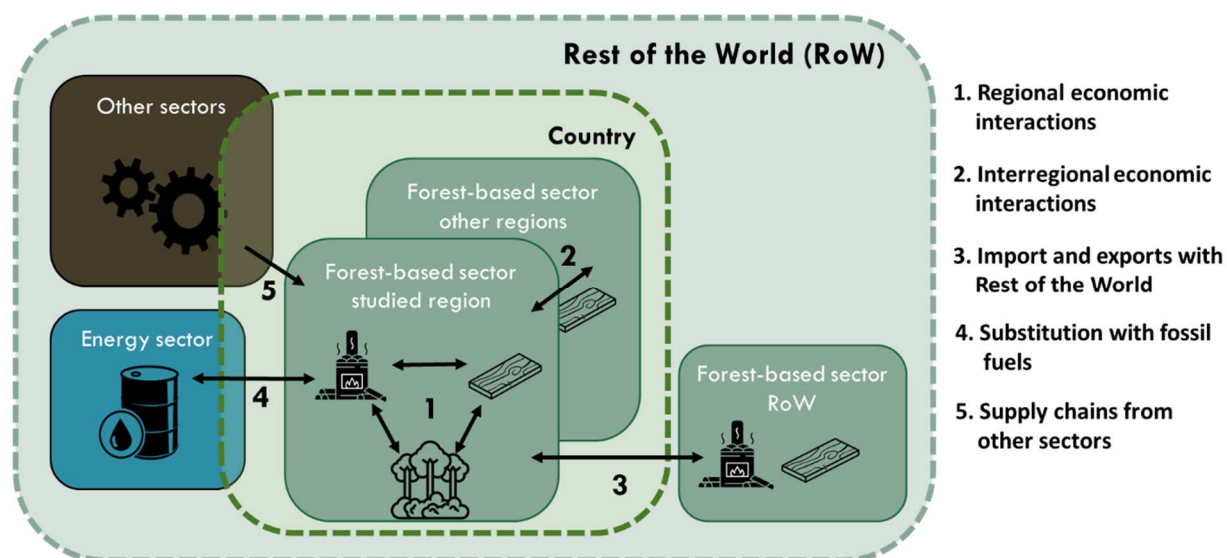 Rest of the World (RoW)
Other sectors
Country
Forest-based sector
other regions
2
Forest-based sector
studied region
5
Energy sector
4
1
Forest-based sector
RoW
3
1. Regional economic
interactions
2. Interregional economic
interactions
3. Import and exports with
Rest of the World
4. Substitution with fossil
fuels
5. Supply chains from
other sectors